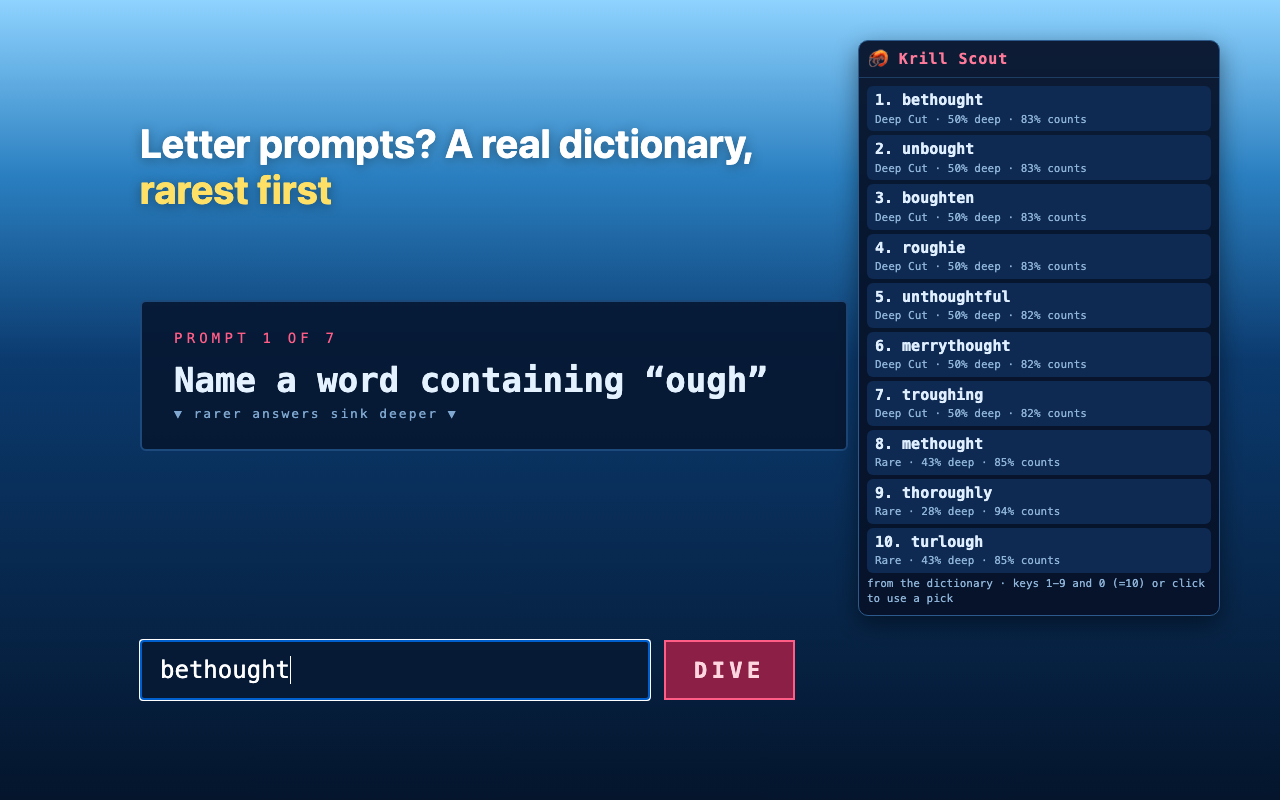 Letter prompts? A real dictionary,
rarest first
PROMPT 1 OF 7
Name a word containing “ough”
▼ rarer answers sink deeper ▼
bethought
DIVE
Krill Scout
1. bethought
Deep Cut · 50% deep · 83% counts
2. unbought
Deep Cut · 50% deep · 83% counts
3. boughten
Deep Cut · 50% deep · 83% counts
4. roughie
Deep Cut · 50% deep · 83% counts
5. unthoughtful
Deep Cut · 50% deep · 82% counts
6. merrythought
Deep Cut · 50% deep · 82% counts
7. troughing
Deep Cut · 50% deep · 82% counts
8. methought
Rare · 43% deep · 85% counts
9. thoroughly
Rare · 28% deep · 94% counts
10. turlough
Rare · 43% deep · 85% counts
from the dictionary · keys 1–9 and 0 (=10) or click
to use a pick